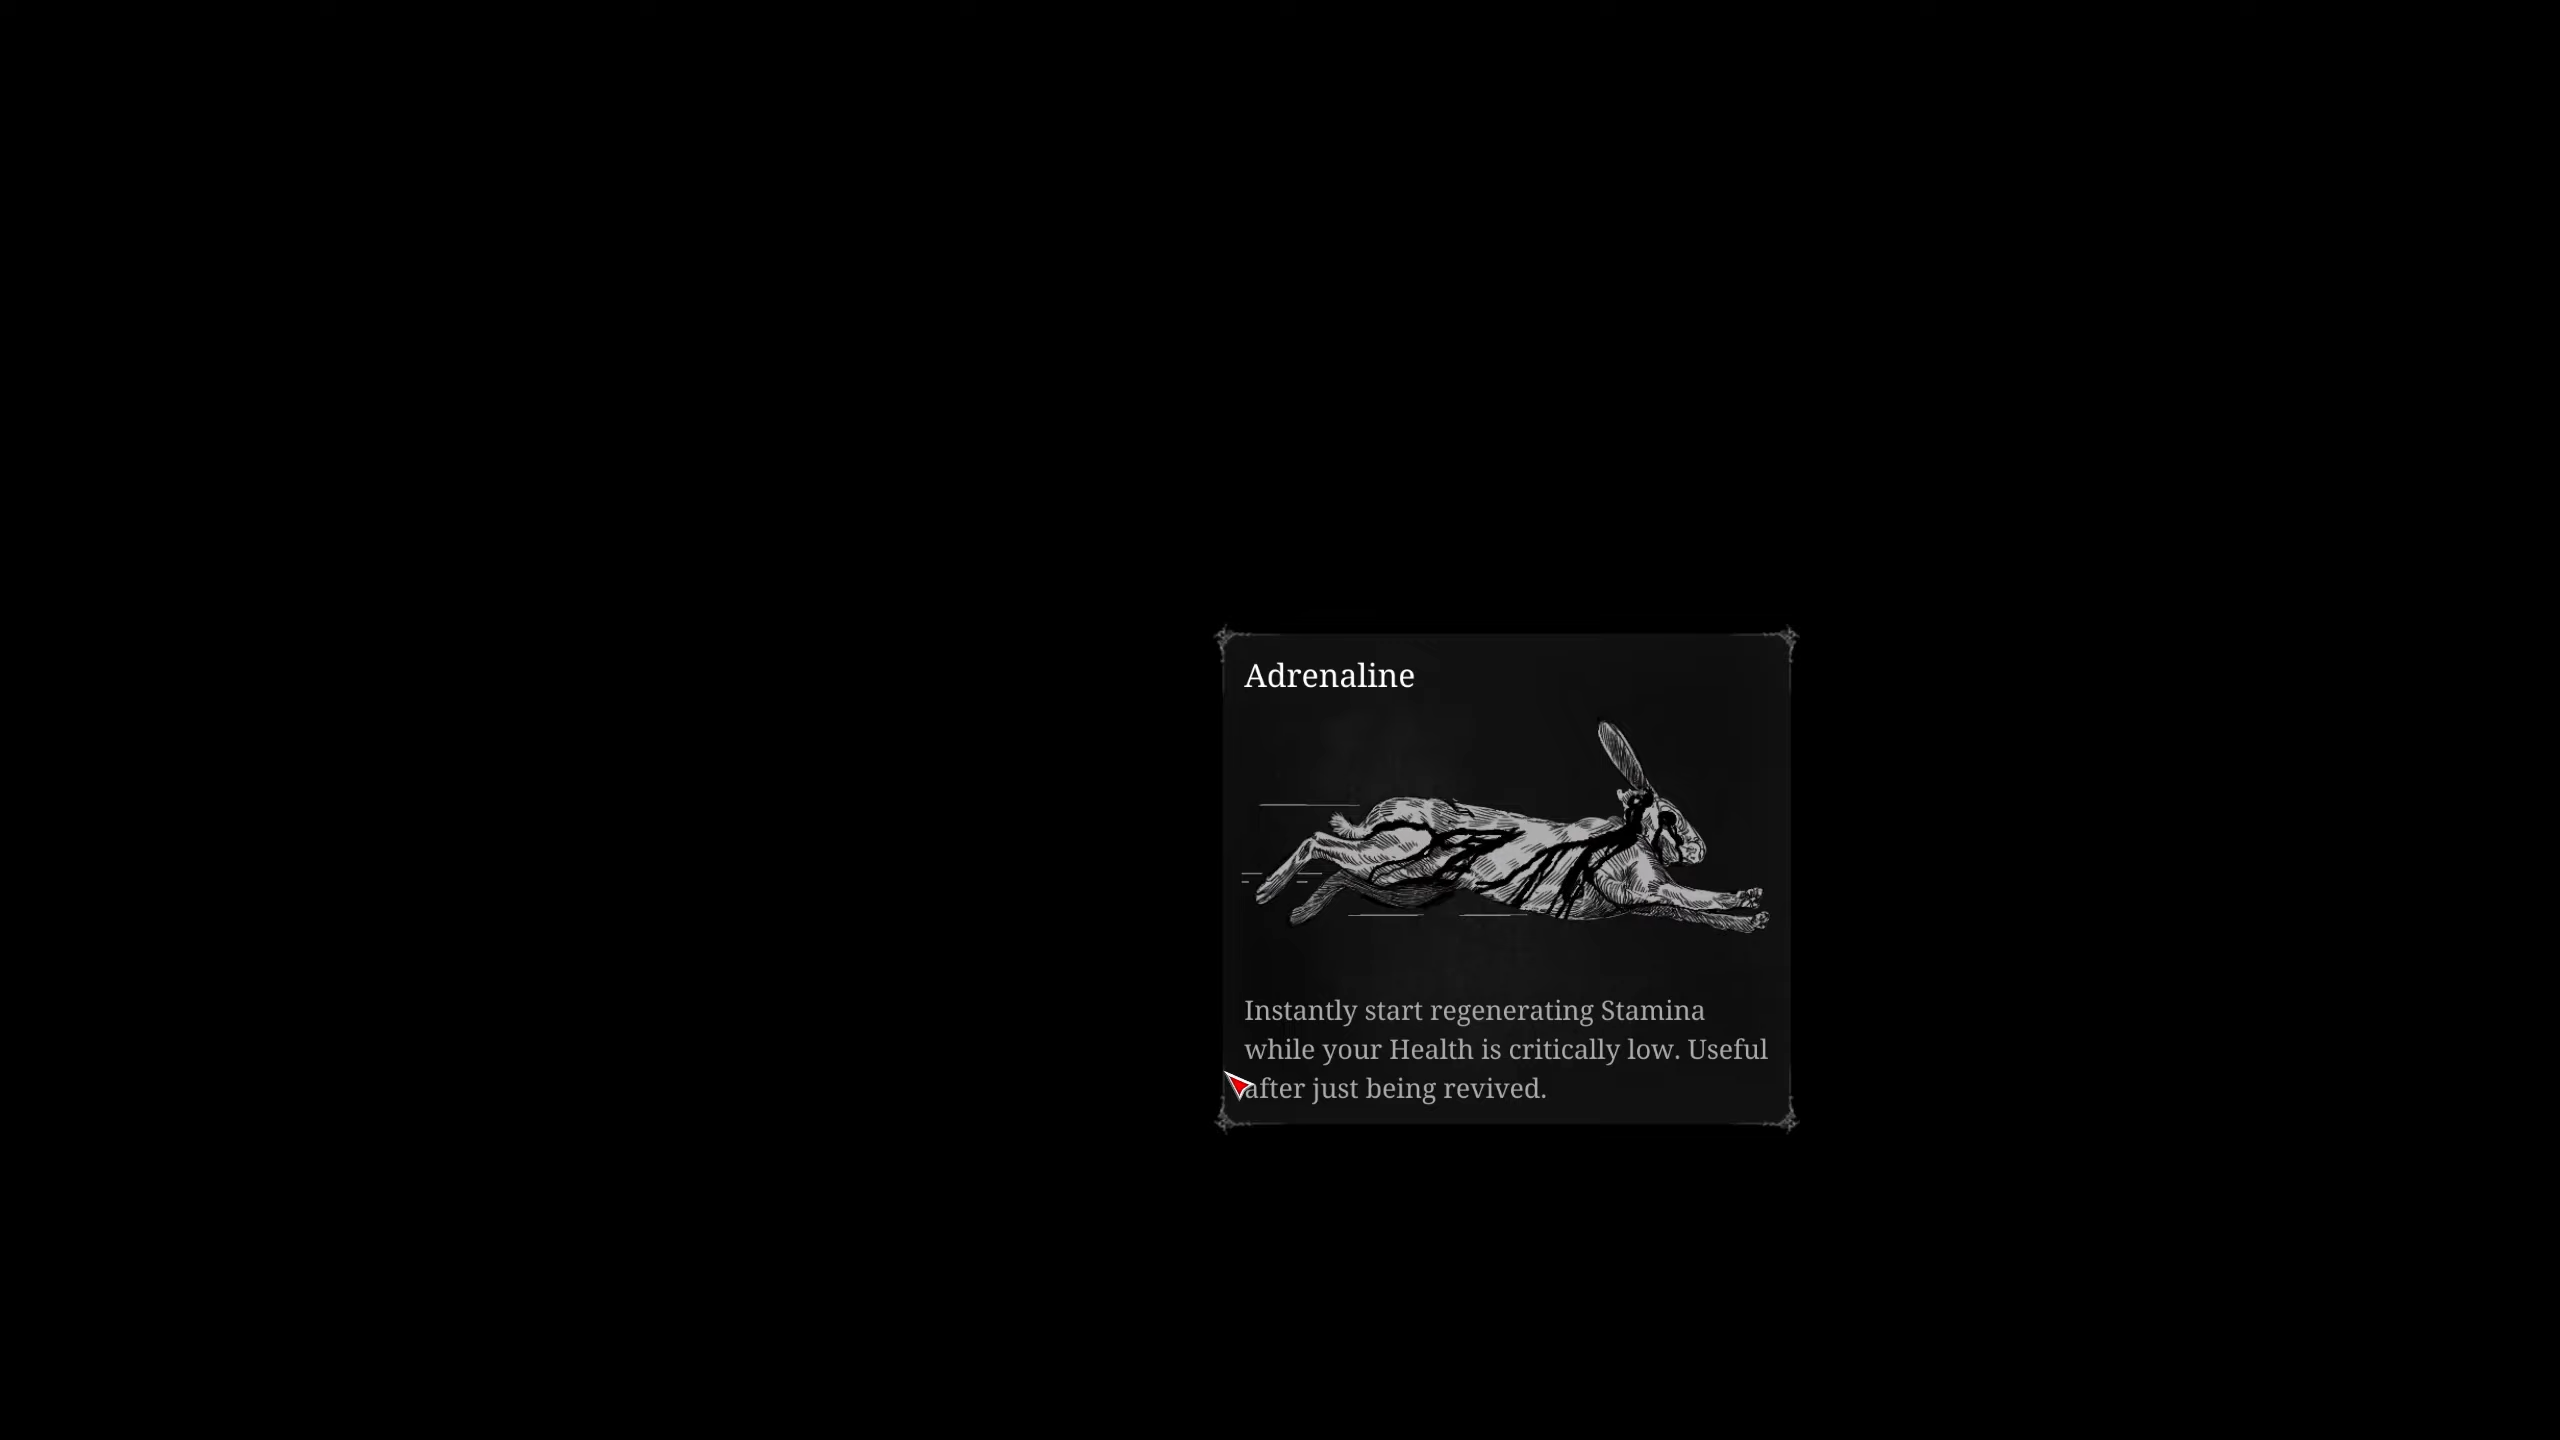 Adrenaline
Instantly start regenerating Stamina
while your Health is critically low. Useful
after just being revived.